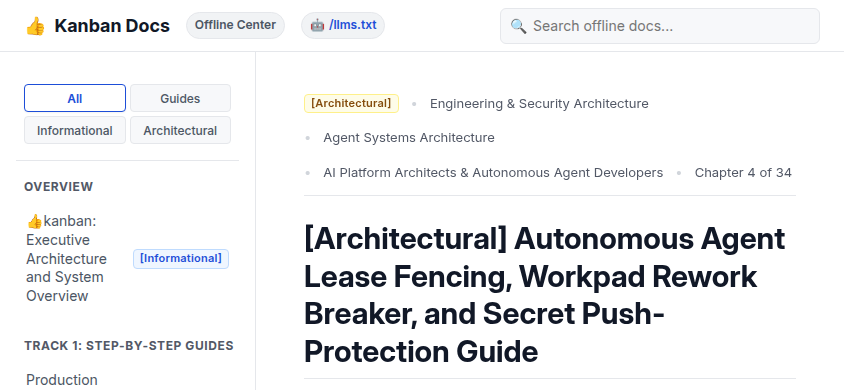 👍 Kanban Docs
Offline Center
🤖 /llms.txt
🔍 Search offline docs...
All
Guides
Informational
Architectural
OVERVIEW
👍kanban:
Executive
Architecture
and System
Overview
[Informational]
TRACK 1: STEP-BY-STEP GUIDES
Production
[Architectural] • Engineering & Security Architecture
• Agent Systems Architecture
• AI Platform Architects & Autonomous Agent Developers • Chapter 4 of 34
[Architectural] Autonomous Agent
Lease Fencing, Workpad Rework
Breaker, and Secret Push-
Protection Guide